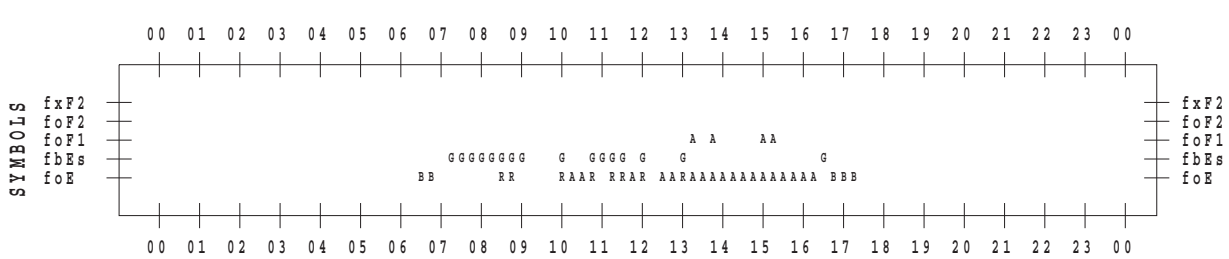 00 01 02 03 04 05 06 07 08 09 10 11 12 13 14 15 16 17 18 19 20 21 22 23 00
SYMBOLS
fxF2 fxF2
foF2 foF2
foF1 A A AA foF1
fbEs GGGGGGGG G GGGG G G G fbEs
foE BB RR RAAR RRAR AARAAAAAAAAAAAAA BBB foE
00 01 02 03 04 05 06 07 08 09 10 11 12 13 14 15 16 17 18 19 20 21 22 23 00